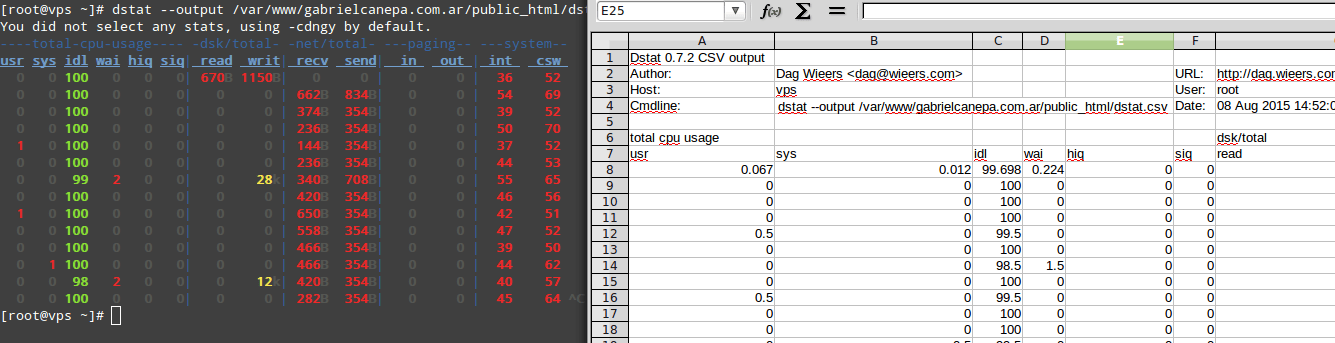 [root@vps ~]# dstat --output /var/www/gabrielcanepa.com.ar/public_html/dst
You did not select any stats, using -cdngy by default.
----total-cpu-usage---- -dsk/total- -net/total- ---paging-- ---system--
usr sys idl wai hiq siq| read writ| recv send| in out | int csw
0 0 100 0 0 0| 670B 1150B| 0 0 | 0 0 | 36 52
0 0 100 0 0 0| 0 0 | 662B 834B| 0 0 | 54 69
0 0 100 0 0 0| 0 0 | 374B 354B| 0 0 | 39 52
0 0 100 0 0 0| 0 0 | 236B 354B| 0 0 | 50 70
1 0 100 0 0 0| 0 0 | 144B 354B| 0 0 | 37 52
0 0 100 0 0 0| 0 0 | 236B 354B| 0 0 | 44 53
0 0 99 2 0 0| 0 28k| 340B 708B| 0 0 | 55 65
0 0 100 0 0 0| 0 0 | 420B 354B| 0 0 | 46 56
1 0 100 0 0 0| 0 0 | 650B 354B| 0 0 | 42 51
0 0 100 0 0 0| 0 0 | 558B 354B| 0 0 | 47 52
0 0 100 0 0 0| 0 0 | 466B 354B| 0 0 | 39 50
0 1 100 0 0 0| 0 0 | 466B 354B| 0 0 | 44 62
0 0 98 2 0 0| 0 12k| 420B 354B| 0 0 | 40 57
0 0 100 0 0 0| 0 0 | 282B 354B| 0 0 | 45 64 ^C
[root@vps ~]#
E25 f(x) Σ =
A B C D E F
1 Dstat 0.7.2 CSV output
2 Author: Dag Wieers <dag@wieers.com> URL: http://dag.wieers.com
3 Host: vps User: root
4 Cmdline: dstat --output /var/www/gabrielcanepa.com.ar/public_html/dstat.csv Date: 08 Aug 2015 14:52:0
5
6 total cpu usage dsk/total
7 usr sys idl wai hiq siq read
8 0.067 0.012 99.698 0.224 0 0
9 0 0 100 0 0 0
10 0 0 100 0 0 0
11 0 0 100 0 0 0
12 0.5 0 99.5 0 0 0
13 0 0 100 0 0 0
14 0 0 98.5 1.5 0 0
15 0 0 100 0 0 0
16 0.5 0 99.5 0 0 0
17 0 0 100 0 0 0
18 0 0 100 0 0 0